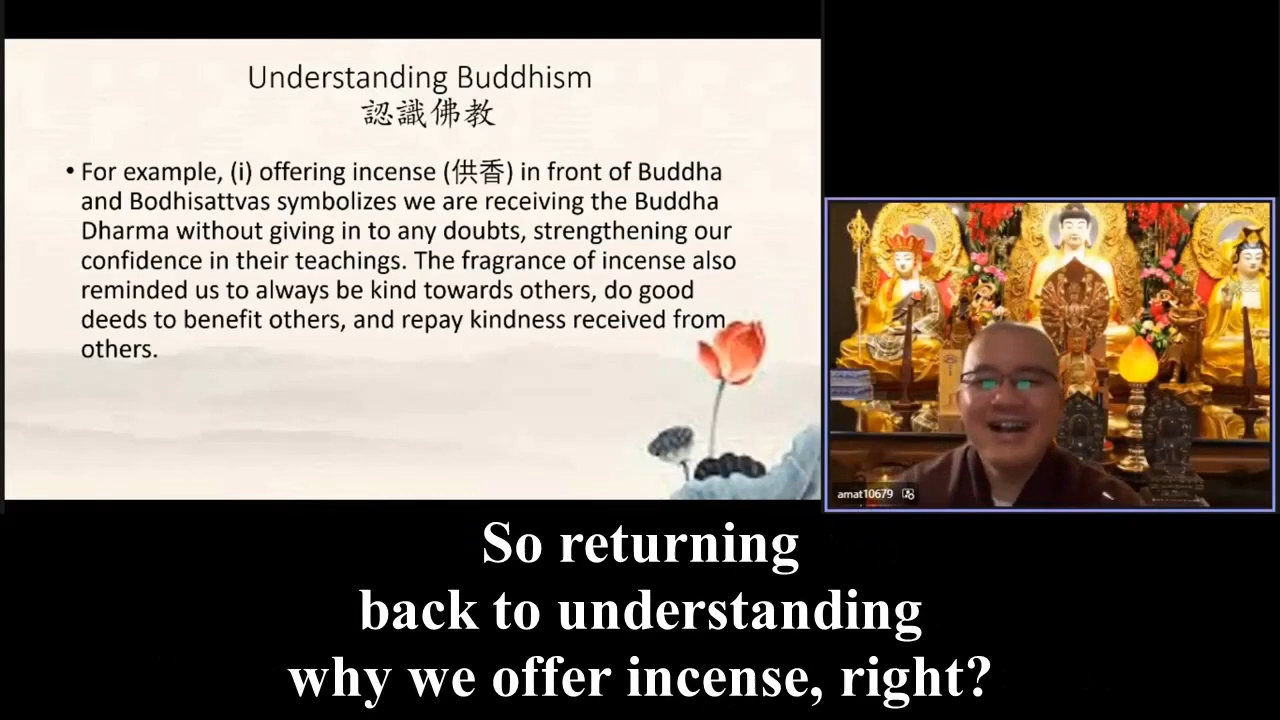 Understanding Buddhism
認識佛教
• For example, (i) offering incense (供香) in front of Buddha
and Bodhisattvas symbolizes we are receiving the Buddha
Dharma without giving in to any doubts, strengthening our
confidence in their teachings. The fragrance of incense also
reminded us to always be kind towards others, do good
deeds to benefit others, and repay kindness received from
others.
amat10679
So returning
back to understanding
why we offer incense, right?